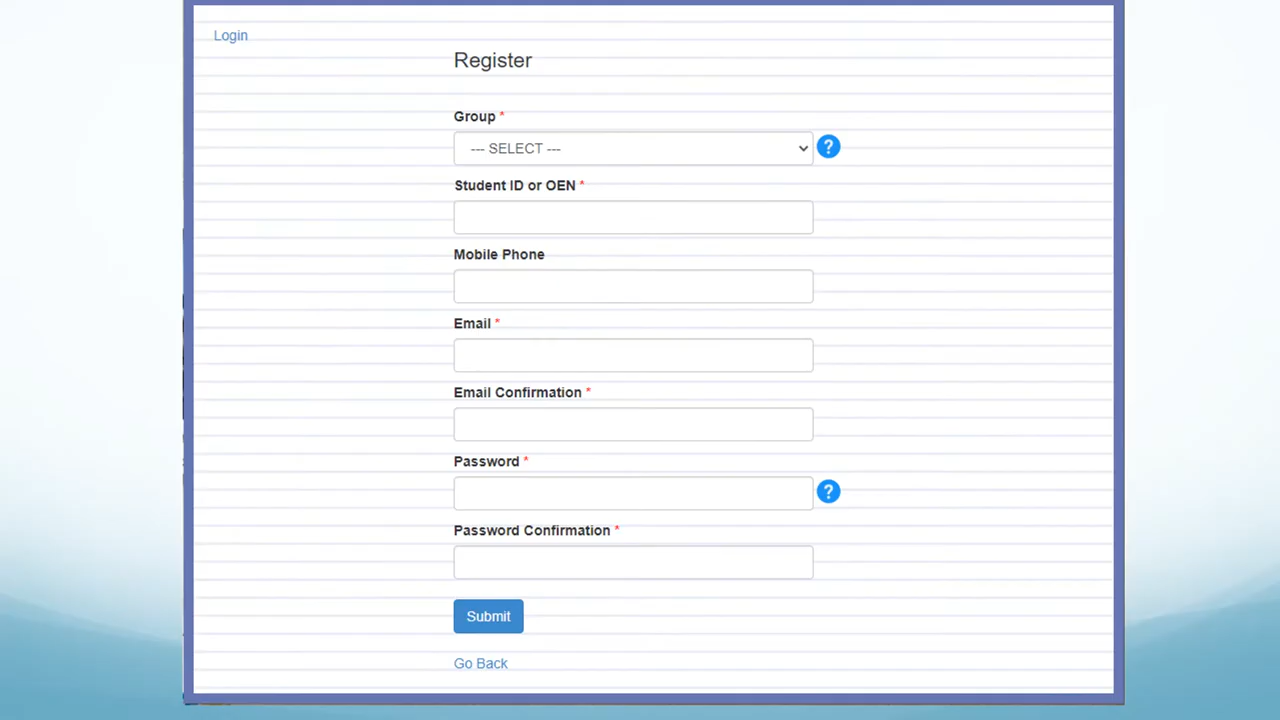 Login
Register
Group *
--- SELECT ---
?
Student ID or OEN *
Mobile Phone
Email *
Email Confirmation *
Password *
?
Password Confirmation *
Submit
Go Back